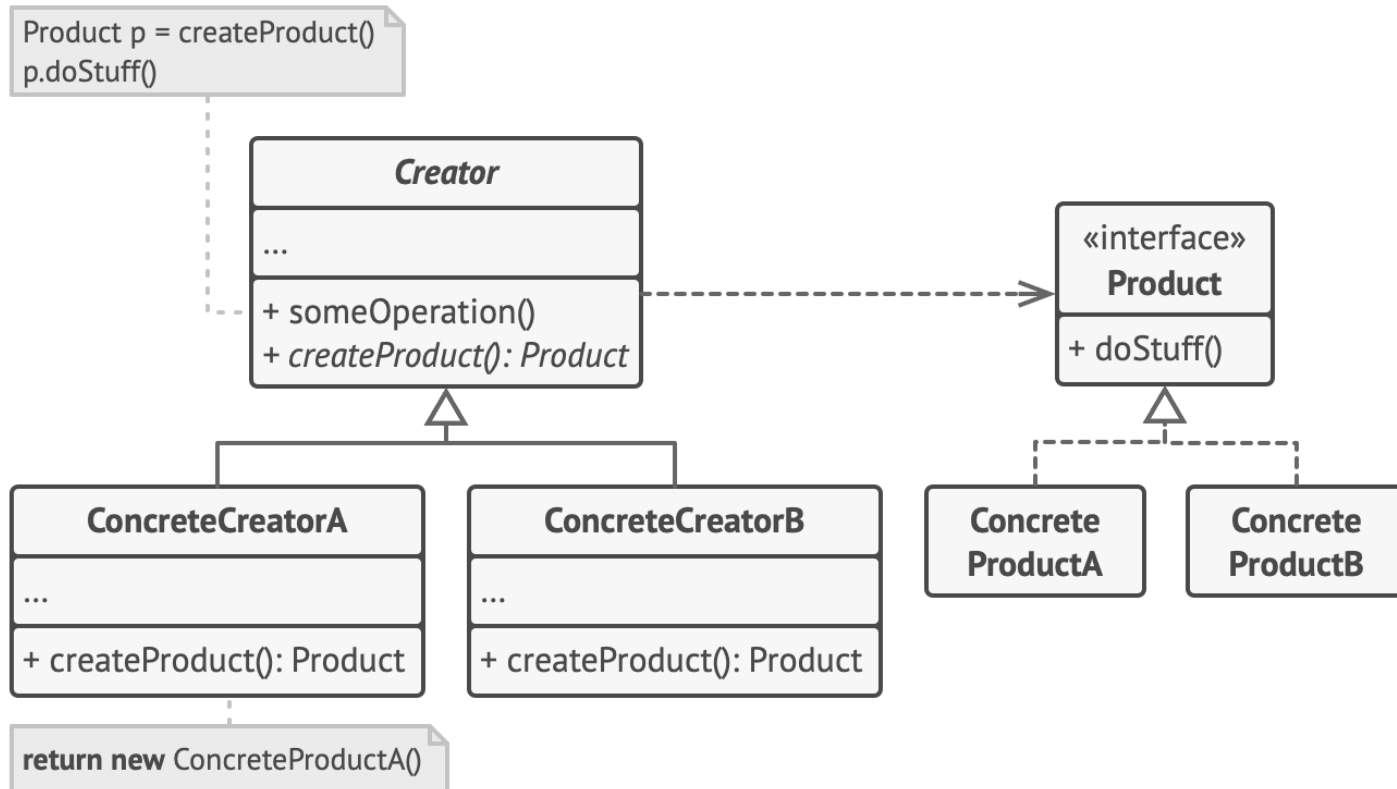 Product p = createProduct()
p.doStuff()
Creator
...
+ someOperation()
+ createProduct(): Product
«interface»
Product
+ doStuff()
ConcreteCreatorA
...
+ createProduct(): Product
ConcreteCreatorB
...
+ createProduct(): Product
Concrete
ProductA
Concrete
ProductB
return new ConcreteProductA()